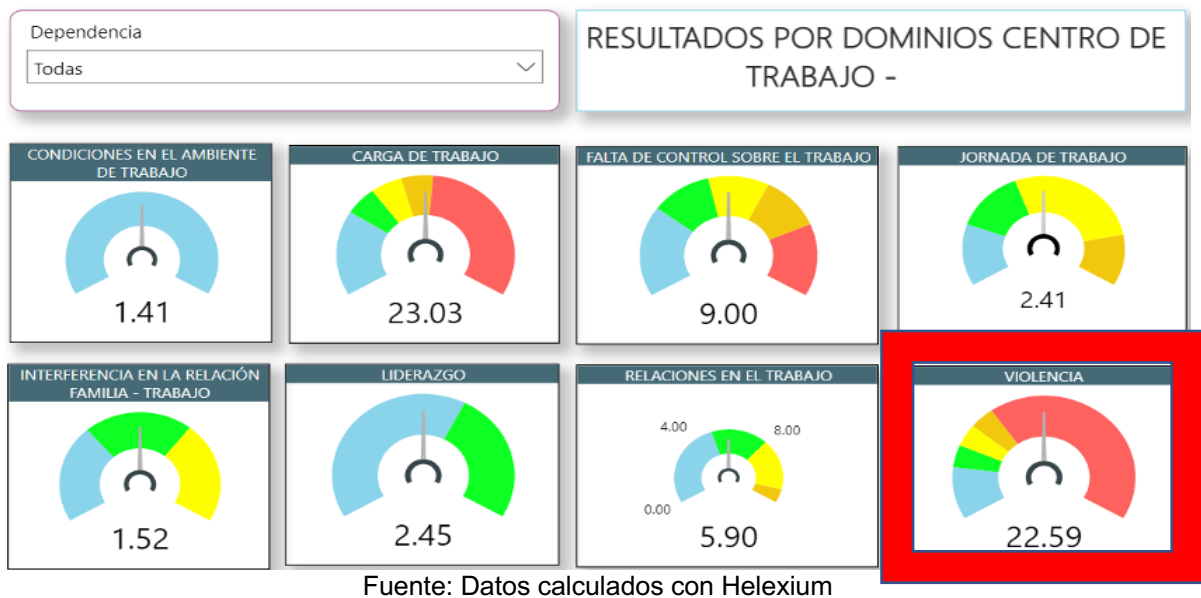 Dependencia
Todas
RESULTADOS POR DOMINIOS CENTRO DE
TRABAJO -
CONDICIONES EN EL AMBIENTE
DE TRABAJO
1.41
CARGA DE TRABAJO
23.03
FALTA DE CONTROL SOBRE EL TRABAJO
9.00
JORNADA DE TRABAJO
2.41
INTERFERENCIA EN LA RELACIÓN
FAMILIA - TRABAJO
1.52
LIDERAZGO
2.45
RELACIONES EN EL TRABAJO
4.00
8.00
0.00
5.90
VIOLENCIA
22.59
Fuente: Datos calculados con Helexium